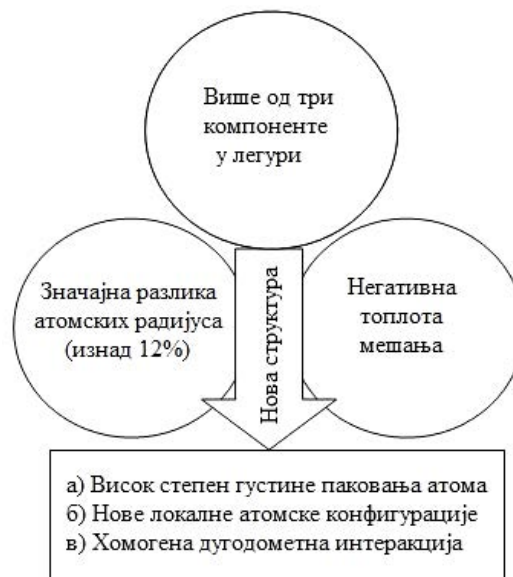 Више од три
компоненте
у легури
Значајна разлика
атомских радијуса
(изнад 12%)
Нова структура
Негативна
топлота
мешања
а) Висок степен густине паковања атома
б) Нове локалне атомске конфигурације
в) Хомогена дугодометна интеракција